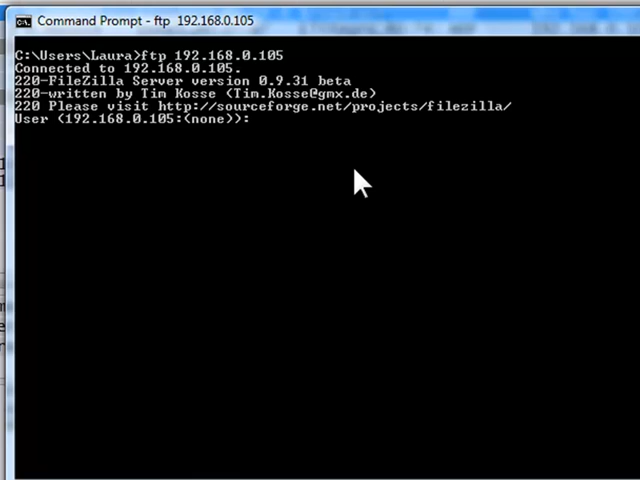 Command Prompt - ftp  192.168.0.105
C:\Users\Laura>ftp 192.168.0.105
Connected to 192.168.0.105.
220-FileZilla Server version 0.9.31 beta
220-written by Tim Kosse (Tim.Kosse@gmx.de)
220 Please visit http://sourceforge.net/projects/filezilla/
User (192.168.0.105:(none)):